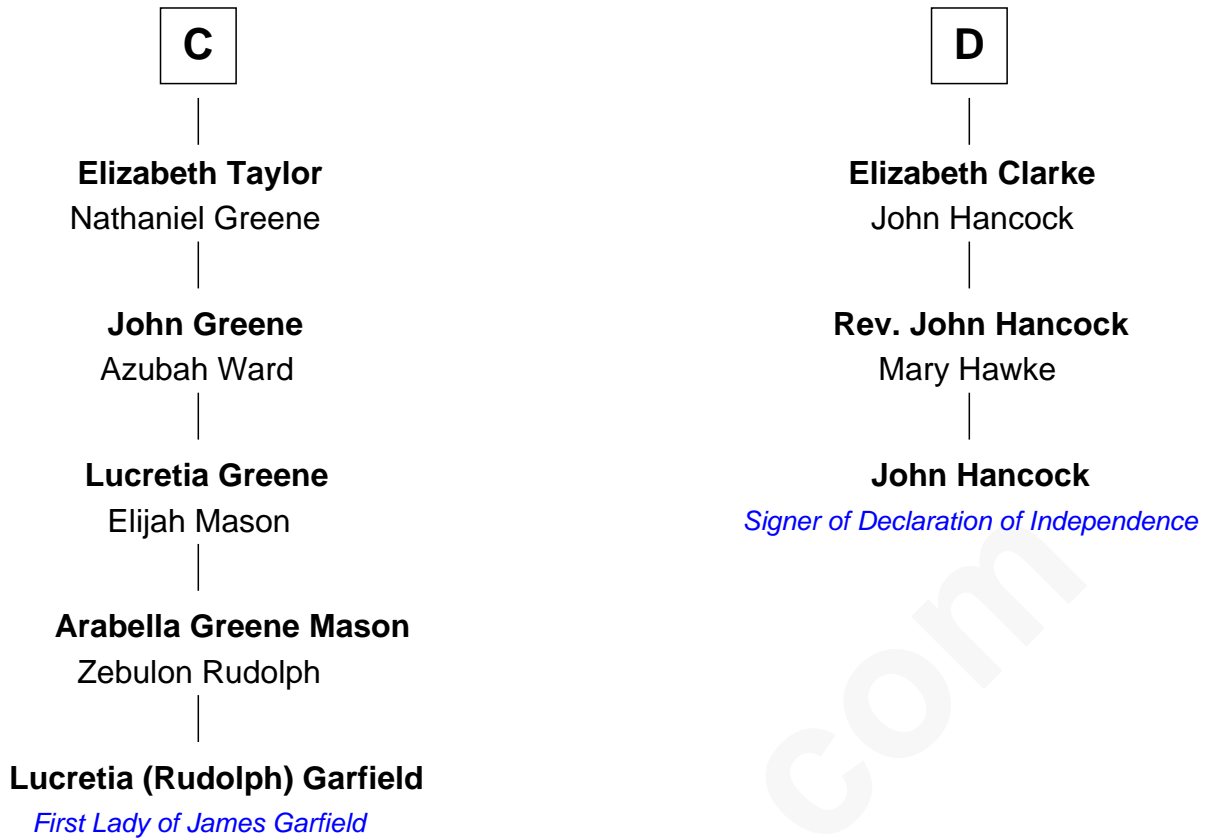 C
Elizabeth Taylor
Nathaniel Greene
John Greene
Azubah Ward
Lucretia Greene
Elijah Mason
Arabella Greene Mason
Zebulon Rudolph
Lucretia (Rudolph) Garfield
First Lady of James Garfield
D
Elizabeth Clarke
John Hancock
Rev. John Hancock
Mary Hawke
John Hancock
Signer of Declaration of Independence
com